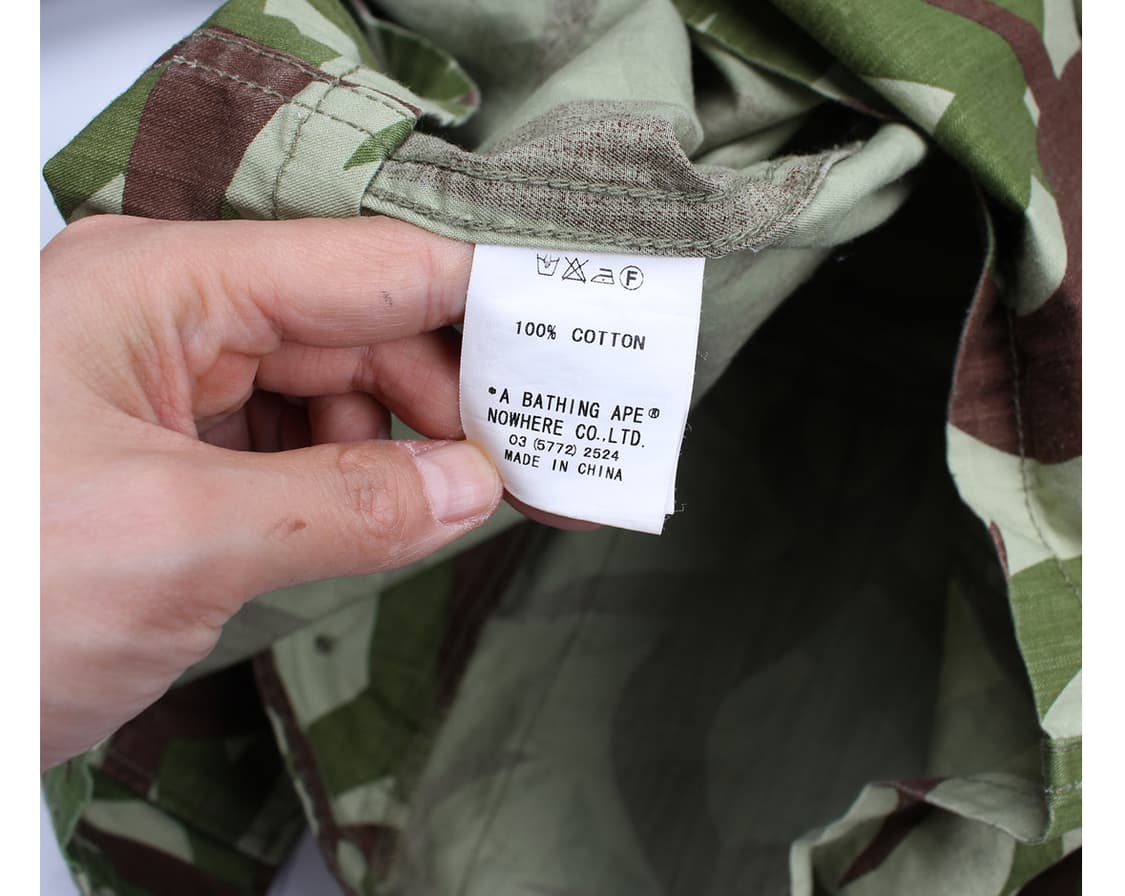 F
100% COTTON
*A BATHING APE®
NOWHERE CO.,LTD.
03 (5772) 2524
MADE IN CHINA